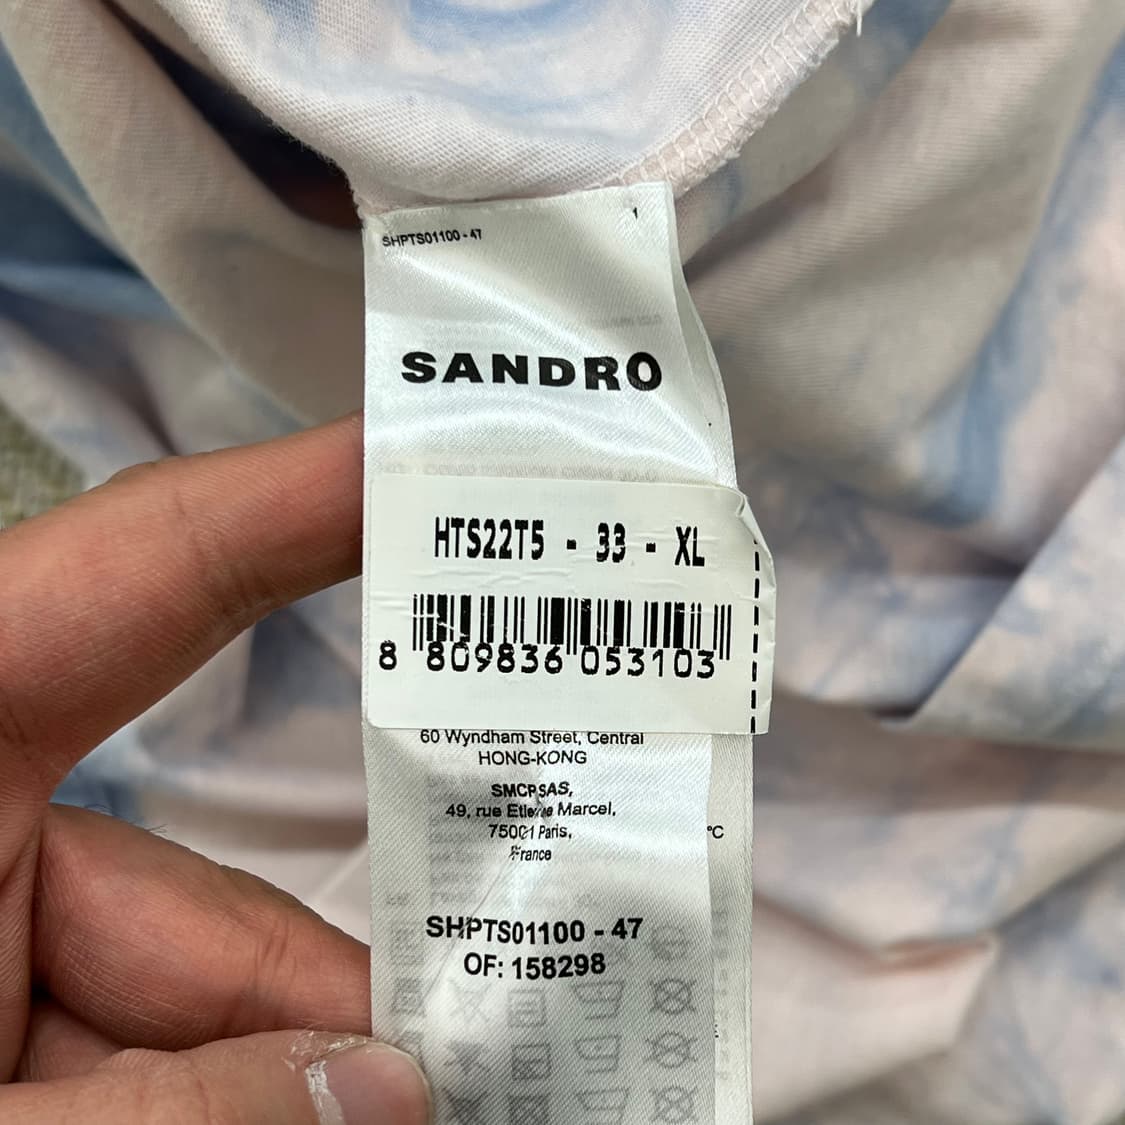 1
SHPTS01100 - 47
SANDRO
HTS22T5 - 33 - XL
8 809836 053103
60 Wyndham Street, Central
HONG-KONG
SMCP SAS,
49, rue Etienne Marcel,
75001 Paris,
France
°C
SHPTS01100 - 47
OF: 158298